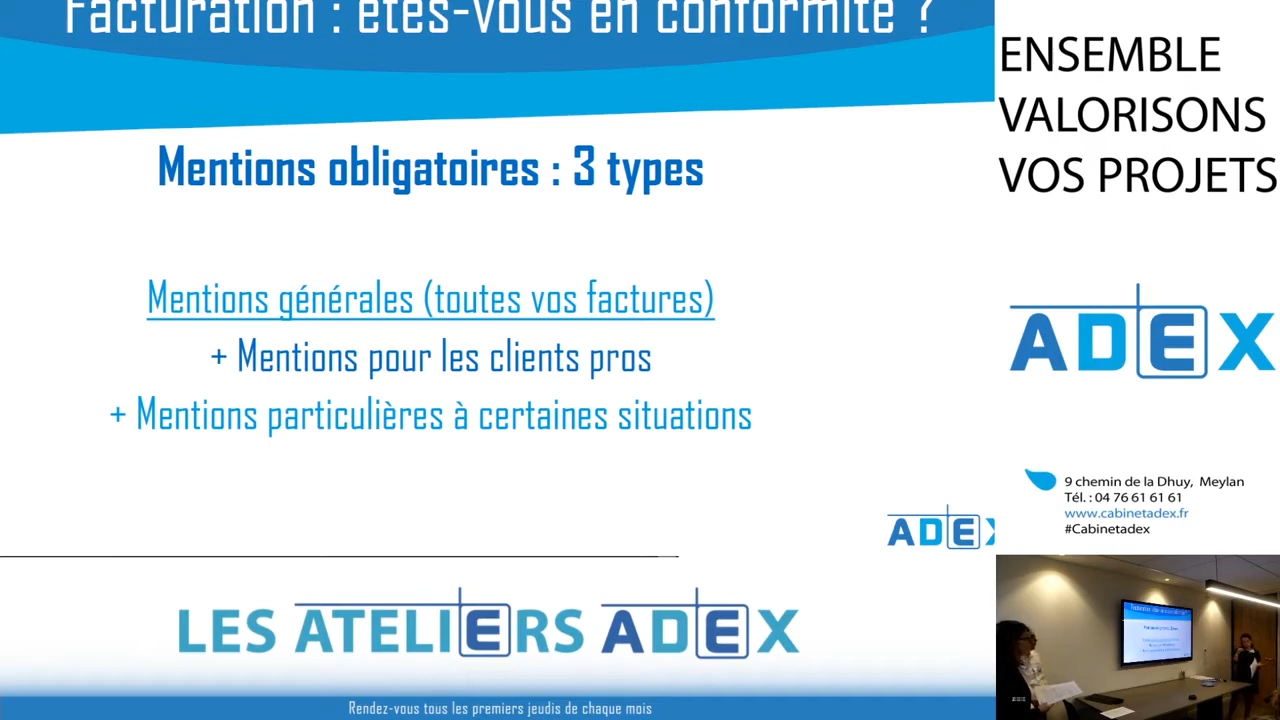 Facturation : êtes-vous en conformité ?
Mentions obligatoires : 3 types
Mentions générales (toutes vos factures)
+ Mentions pour les clients pros
+ Mentions particulières à certaines situations
ADEX
LES ATELIERS ADEX
Rendez-vous tous les premiers jeudis de chaque mois
ENSEMBLE
VALORISONS
VOS PROJETS
ADEX
9 chemin de la Dhuy, Meylan
Tél. : 04 76 61 61 61
www.cabinetadex.fr
#Cabinetadex